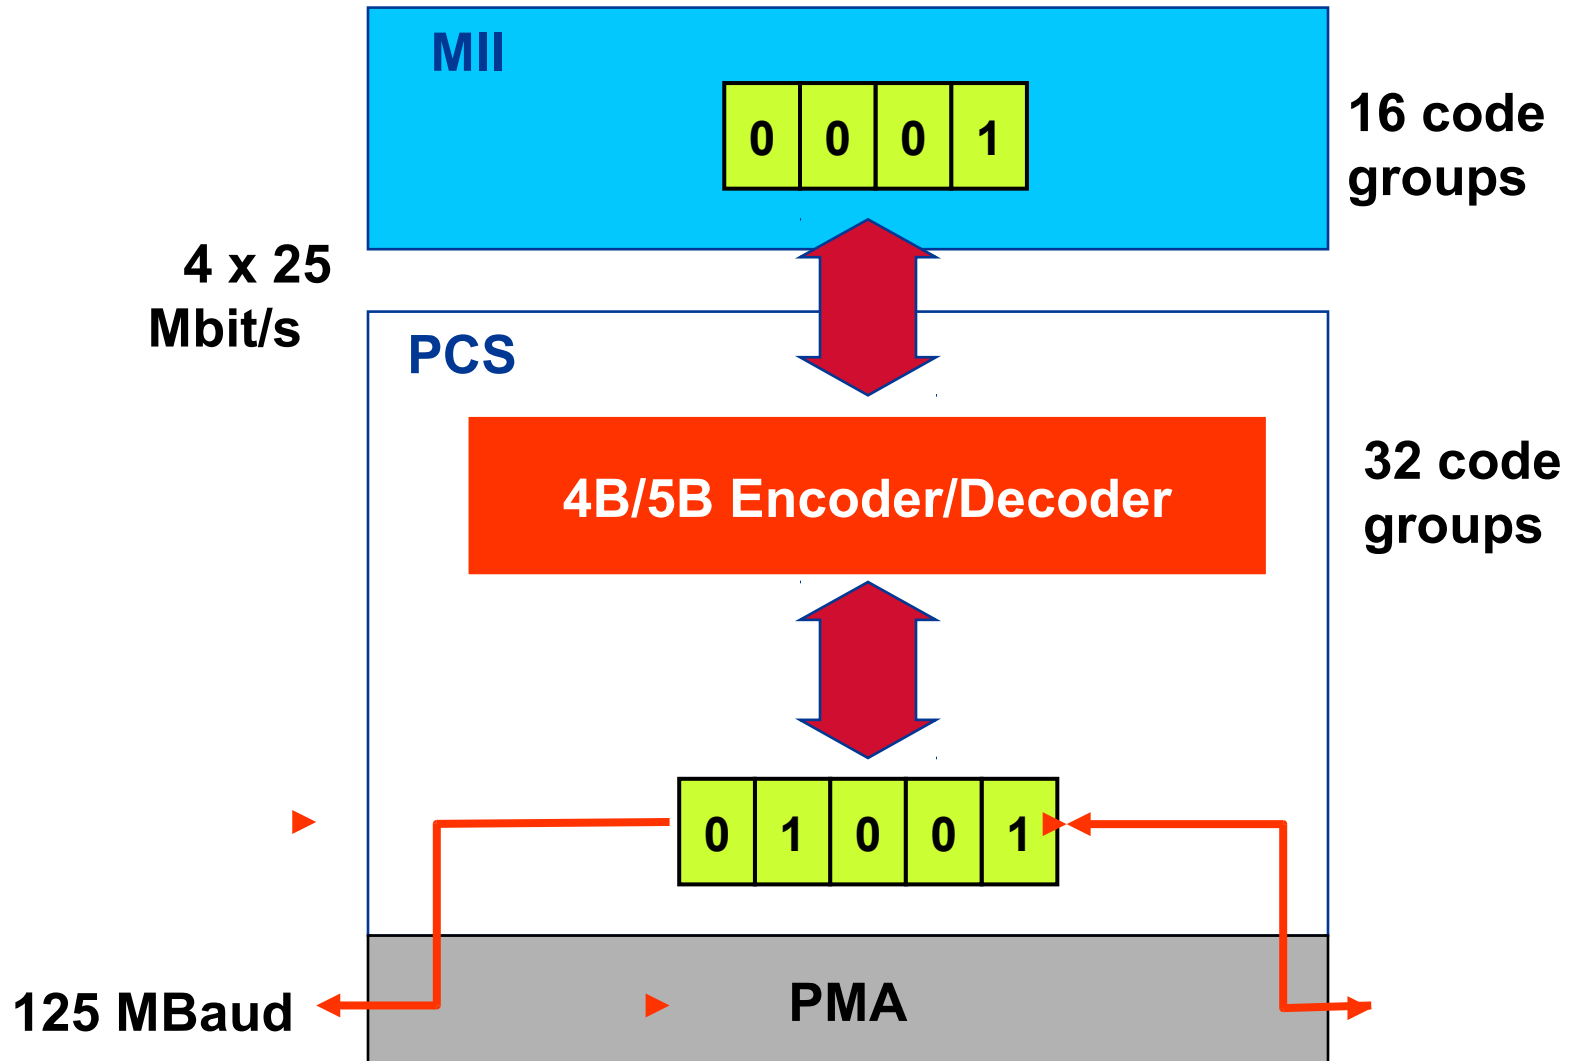 MII
0 0 0 1
16 code
groups
4 x 25
Mbit/s
PCS
4B/5B Encoder/Decoder
32 code
groups
0 1 0 0 1
125 MBaud
PMA